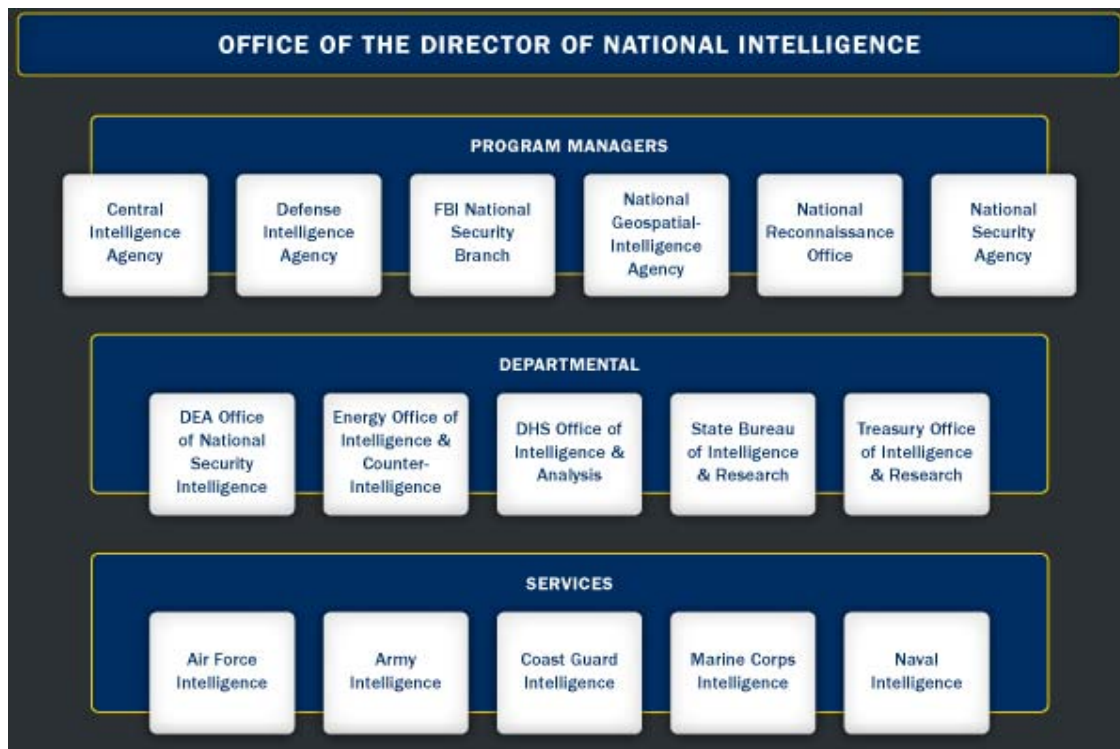 OFFICE OF THE DIRECTOR OF NATIONAL INTELLIGENCE
PROGRAM MANAGERS
Central
Intelligence
Agency
Defense
Intelligence
Agency
FBI National
Security
Branch
National
Geospatial-
Intelligence
Agency
National
Reconnaissance
Office
National
Security
Agency
DEPARTMENTAL
DEA Office
of National
Security
Intelligence
Energy Office of
Intelligence &
Counter-
Intelligence
DHS Office of
Intelligence &
Analysis
State Bureau
of Intelligence
& Research
Treasury Office
of Intelligence
& Research
SERVICES
Air Force
Intelligence
Army
Intelligence
Coast Guard
Intelligence
Marine Corps
Intelligence
Naval
Intelligence